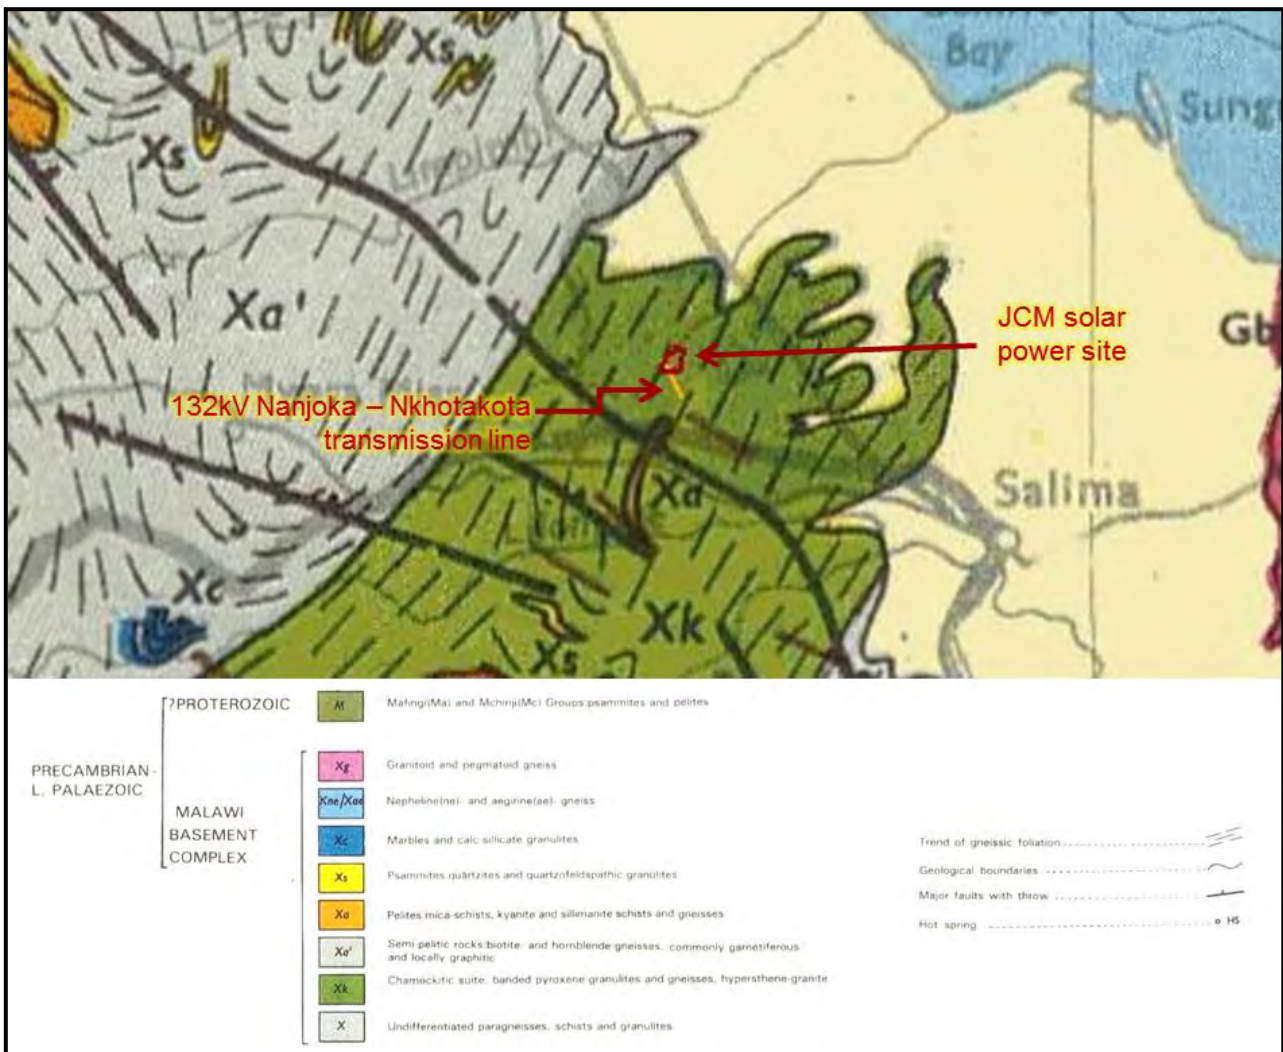 Bay
Sung
Xs
Xs
Xa'
JCM solar
power site
Gb
132kV Nanjoka – Nkhotakota
transmission line
Salima
Xa
Xc
Xk
Xs
?PROTEROZOIC
M
Mafingi(Ma) and Mchinji(Mc) Groups:psammites and pelites
PRECAMBRIAN-
L. PALAEZOIC
MALAWI
BASEMENT
COMPLEX
Xg
Granitoid and pegmatoid gneiss
Xne/Xae
Nepheline(ne)- and aegirine(ae)- gneiss
Xc
Marbles and calc-silicate granulites
Xs
Psammites quartzites and quartzofeldspathic granulites
Xa
Pelites mica-schists, kyanite and sillimanite schists and gneisses
Xa'
Semi-pelitic rocks:biotite- and hornblende gneisses, commonly garnetiferous
and locally graphitic
Xk
Charnockitic suite: banded pyroxene granulites and gneisses, hypersthene-granite
X
Undifferentiated paragneisses, schists and granulites
Trend of gneissic foliation
Geological boundaries
Major faults with throw
Hot spring
HS